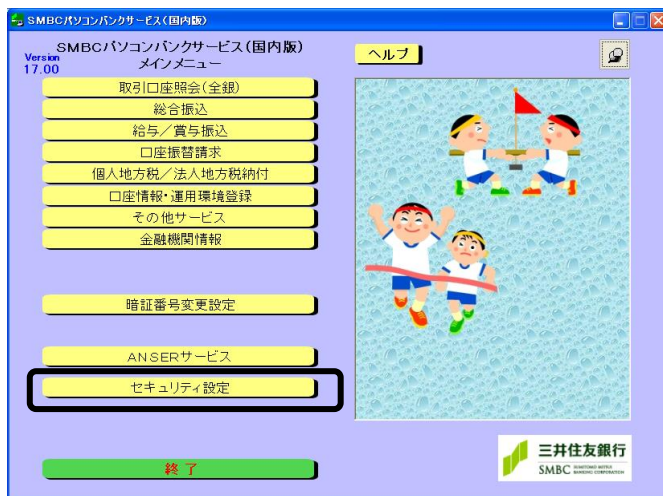 SMBCパソコンバンクサービス(国内版)
SMBCパソコンバンクサービス(国内版)
Version
17.00
メインメニュー
ヘルプ
取引口座照会(全銀)
総合振込
給与/賞与振込
口座振替請求
個人地方税/法人地方税納付
口座情報・運用環境登録
その他サービス
金融機関情報
暗証番号変更設定
ANSERサービス
セキュリティ設定
終了
三井住友銀行
SMBC SUMITOMO MITSUI
BANKING CORPORATION